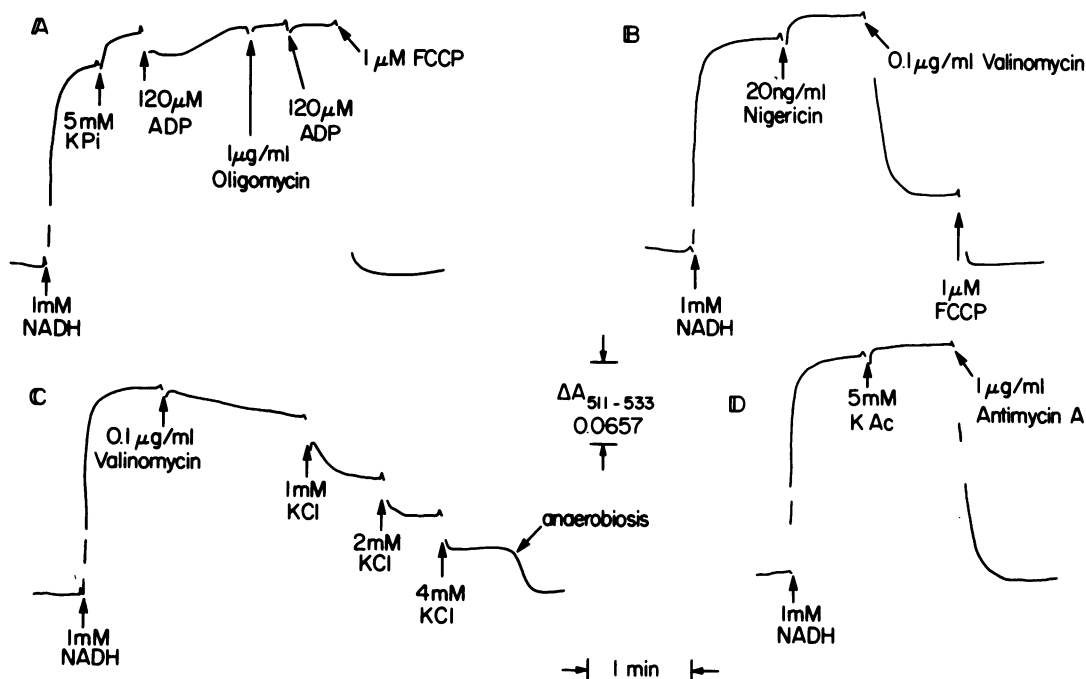 A
5mM
KPi
120µM
ADP
1µg/ml
Oligomycin
120µM
ADP
1µM FCCP
1mM
NADH
B
20ng/ml
Nigericin
0.1µg/ml Valinomycin
1mM
NADH
1µM
FCCP
C
0.1µg/ml
Valinomycin
1mM
KCl
2mM
KCl
4mM
KCl
anaerobiosis
1mM
NADH
ΔA511-533
0.0657
1 min
D
5mM
K Ac
1µg/ml
Antimycin A
1mM
NADH